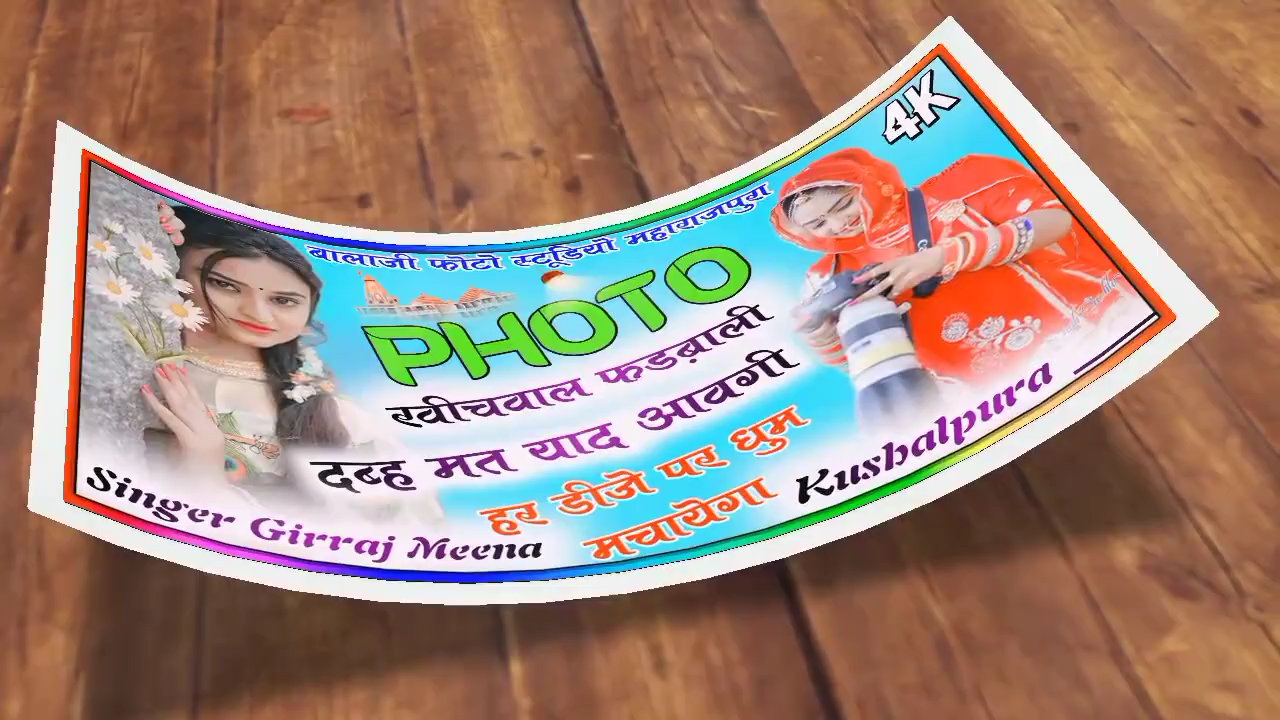 4K
बालाजी फोटो स्टूडियो महाराजपुरा
PHOTO
खीचवाल फडब़ाली
दब्ह मत याद आवगी
हर डीजे पर धुम
मचायेगा
Singer Girraj Meena
Kushalpura